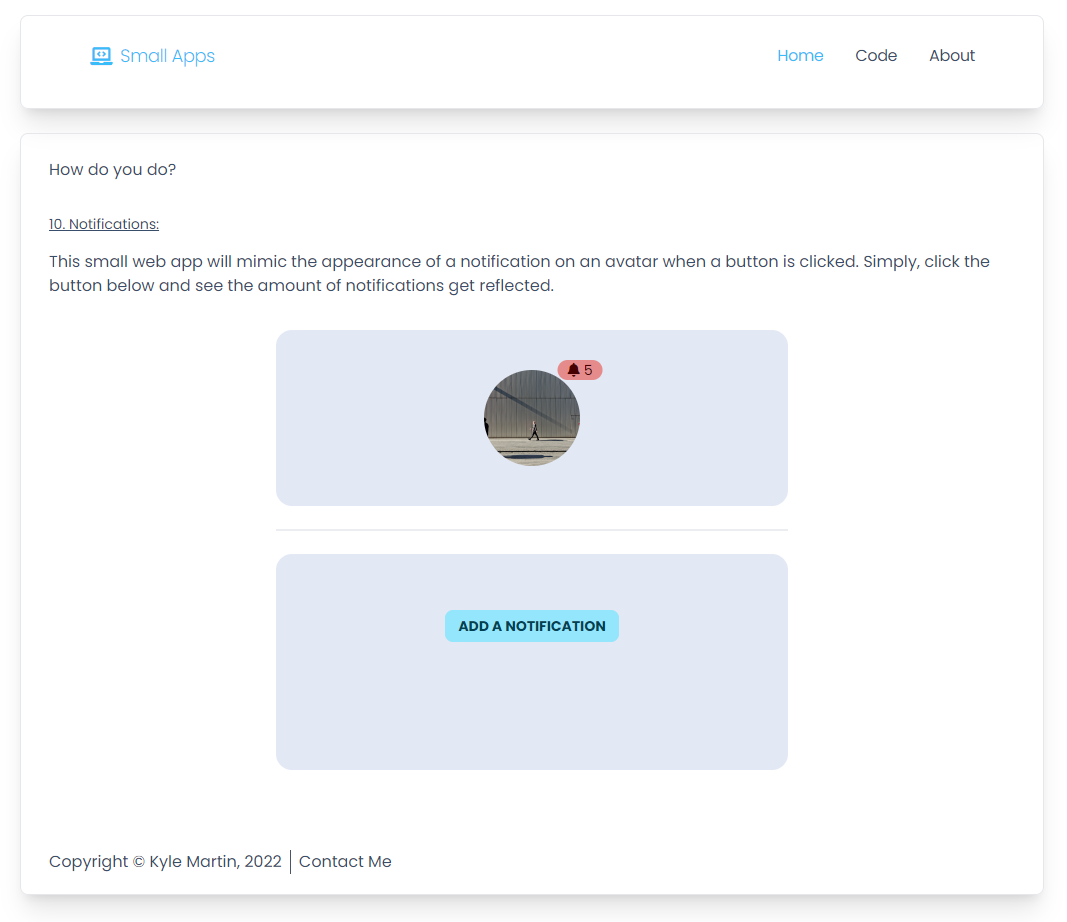 Small Apps
Home Code About
How do you do?
10. Notifications:
This small web app will mimic the appearance of a notification on an avatar when a button is clicked. Simply, click the
button below and see the amount of notifications get reflected.
5
ADD A NOTIFICATION
Copyright © Kyle Martin, 2022 Contact Me